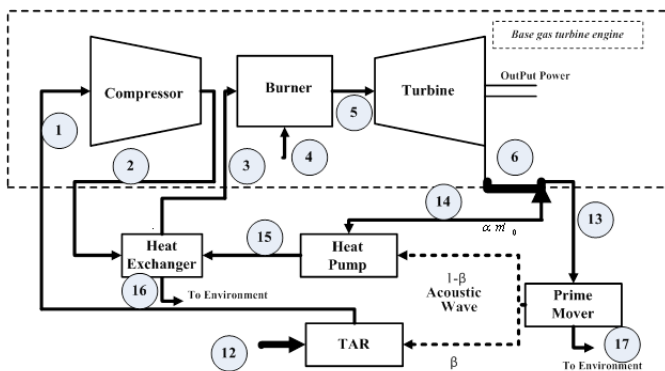 Base gas turbine engine
Compressor
Burner
Turbine
OutPut Power
1
2
3
4
5
6
13
14
α ṁ 0
15
Heat
Exchanger
Heat
Pump
16
To Environment
1-β
Acoustic
Wave
Prime
Mover
12
TAR
β
17
To Environment